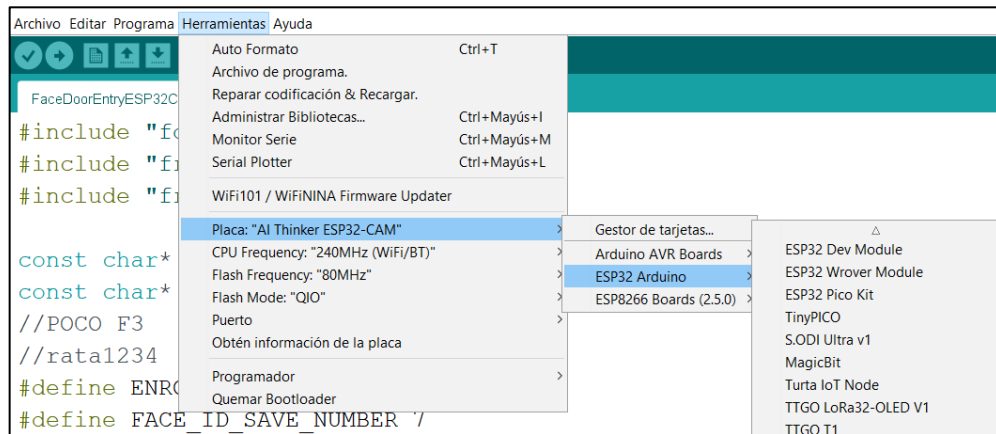 Archivo Editar Programa Herramientas Ayuda
FaceDoorEntryESP32C
#include "fo
#include "fr
#include "fr
const char*
const char*
//POCO F3
//rata1234
#define ENRO
#define FACE_ID_SAVE_NUMBER 7
Auto Formato Ctrl+T
Archivo de programa.
Reparar codificación & Recargar.
Administrar Bibliotecas... Ctrl+Mayús+I
Monitor Serie Ctrl+Mayús+M
Serial Plotter Ctrl+Mayús+L
WiFi101 / WiFiNINA Firmware Updater
Placa: "AI Thinker ESP32-CAM"
CPU Frequency: "240MHz (WiFi/BT)"
Flash Frequency: "80MHz"
Flash Mode: "QIO"
Puerto
Obtén información de la placa
Programador
Quemar Bootloader
Gestor de tarjetas...
Arduino AVR Boards
ESP32 Arduino
ESP8266 Boards (2.5.0)
ESP32 Dev Module
ESP32 Wrover Module
ESP32 Pico Kit
TinyPICO
S.ODI Ultra v1
MagicBit
Turta IoT Node
TTGO LoRa32-OLED V1
TTGO T1